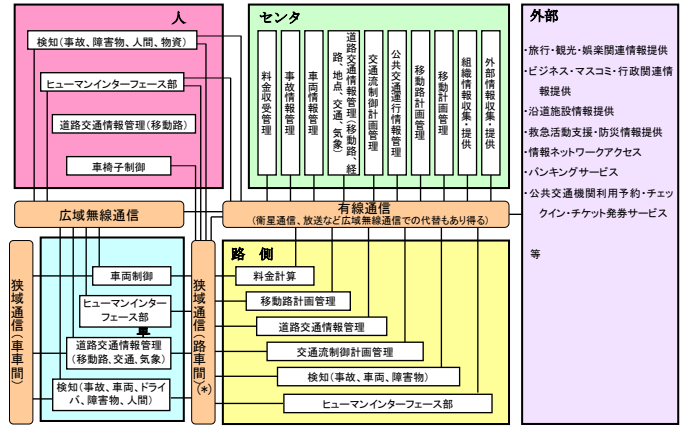 人
検知(事故、障害物、人間、物資)
ヒューマンインターフェース部
道路交通情報管理(移動路)
車椅子制御
センタ
料金収受管理
事故情報管理
車両情報管理
道路交通情報管理(移動路、経
路、地点、交通、気象)
交通流制御計画管理
公共交通運行情報管理
移動路計画管理
移動計画管理
組織情報収集・提供
外部情報収集・提供
外部
・旅行・観光・娯楽関連情報提供
・ビジネス・マスコミ・行政関連情
報提供
・沿道施設情報提供
・救急活動支援・防災情報提供
・情報ネットワークアクセス
・バンキングサービス
・公共交通機関利用予約・チェッ
クイン・チケット発券サービス
等
広域無線通信
有線通信
(衛星通信、放送など広域無線通信での代替もあり得る)
狭域通信(車車間)
車両制御
ヒューマンインター
フェース部
車
道路交通情報管理
(移動路、交通、気象)
検知(事故、車両、ドライ
バ、障害物、人間)
狭域通信(路車間)(*)
路 側
料金計算
移動路計画管理
道路交通情報管理
交通流制御計画管理
検知(事故、車両、障害物)
ヒューマンインターフェース部